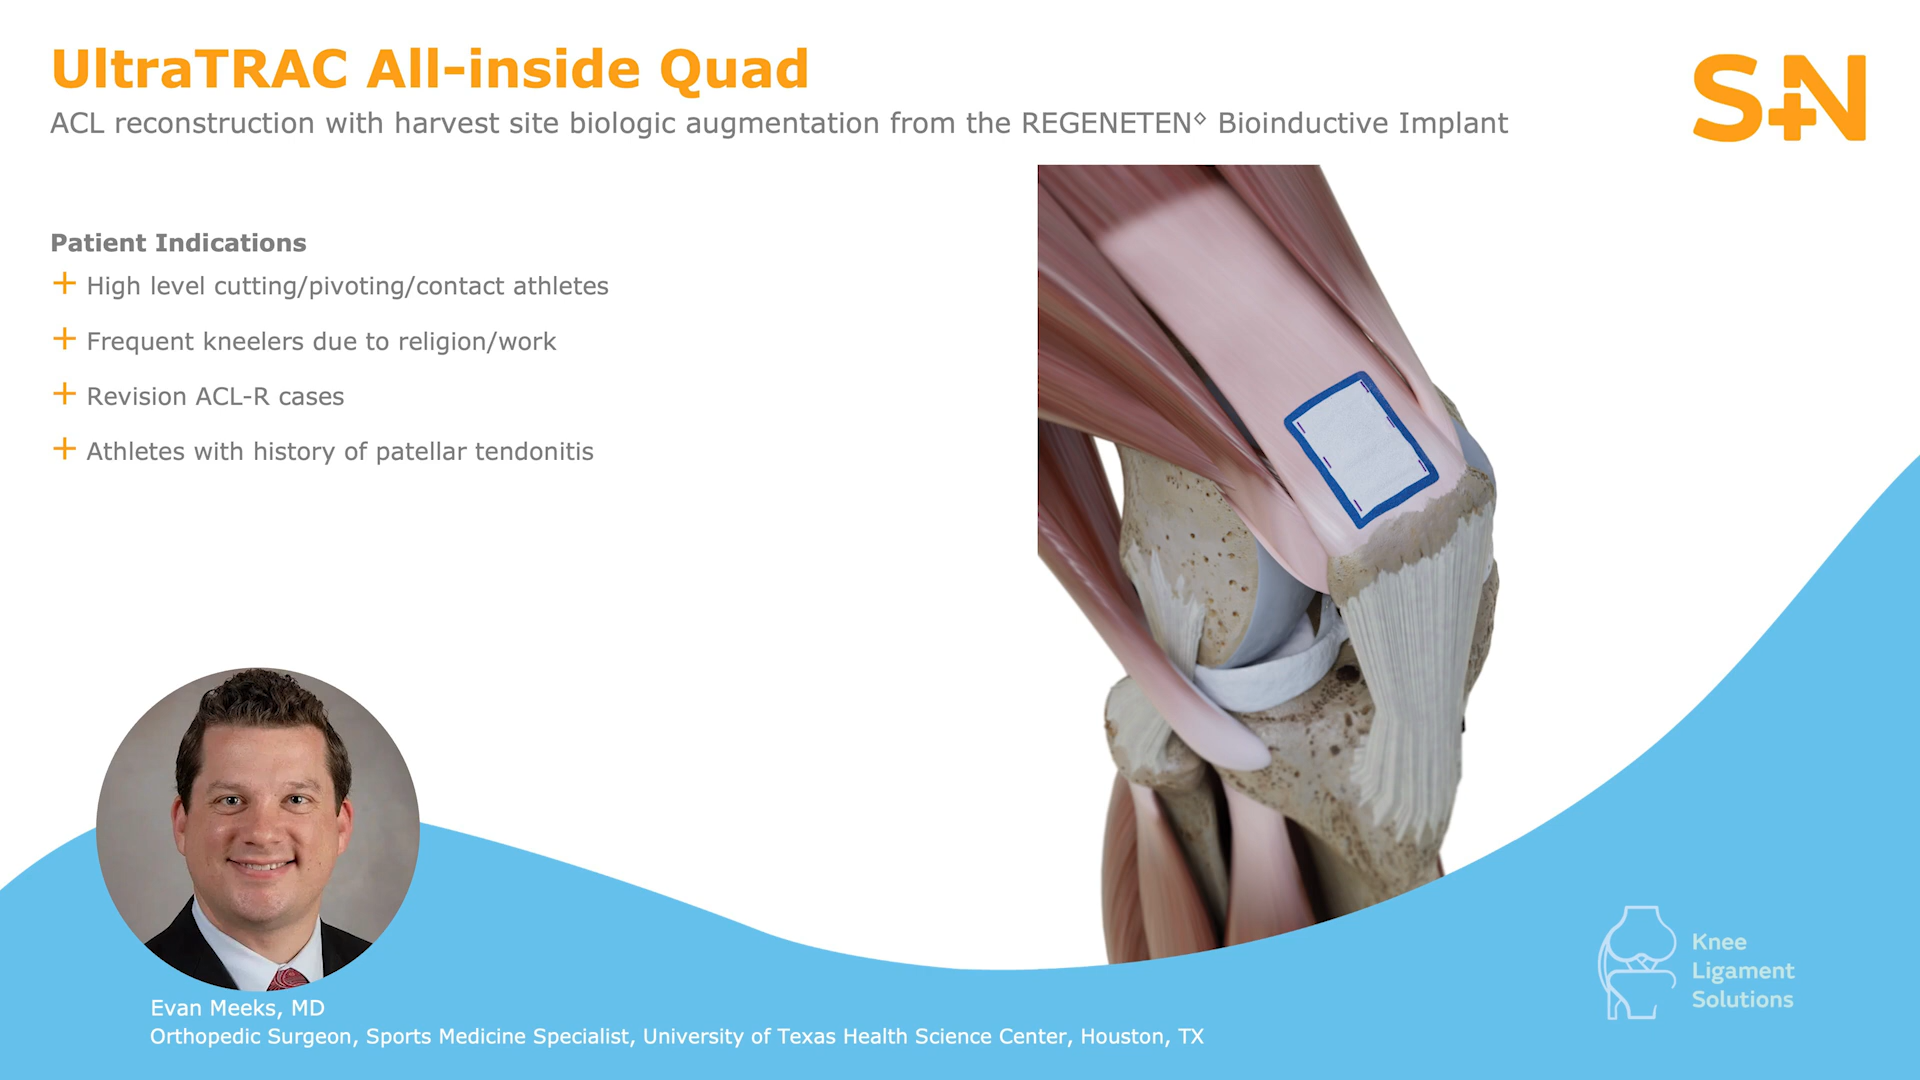 UltraTRAC All-inside Quad
ACL reconstruction with harvest site biologic augmentation from the REGENETEN◊ Bioinductive Implant
S+N
Patient Indications
+ High level cutting/pivoting/contact athletes
+ Frequent kneelers due to religion/work
+ Revision ACL-R cases
+ Athletes with history of patellar tendonitis
Evan Meeks, MD
Orthopedic Surgeon, Sports Medicine Specialist, University of Texas Health Science Center, Houston, TX
Knee
Ligament
Solutions